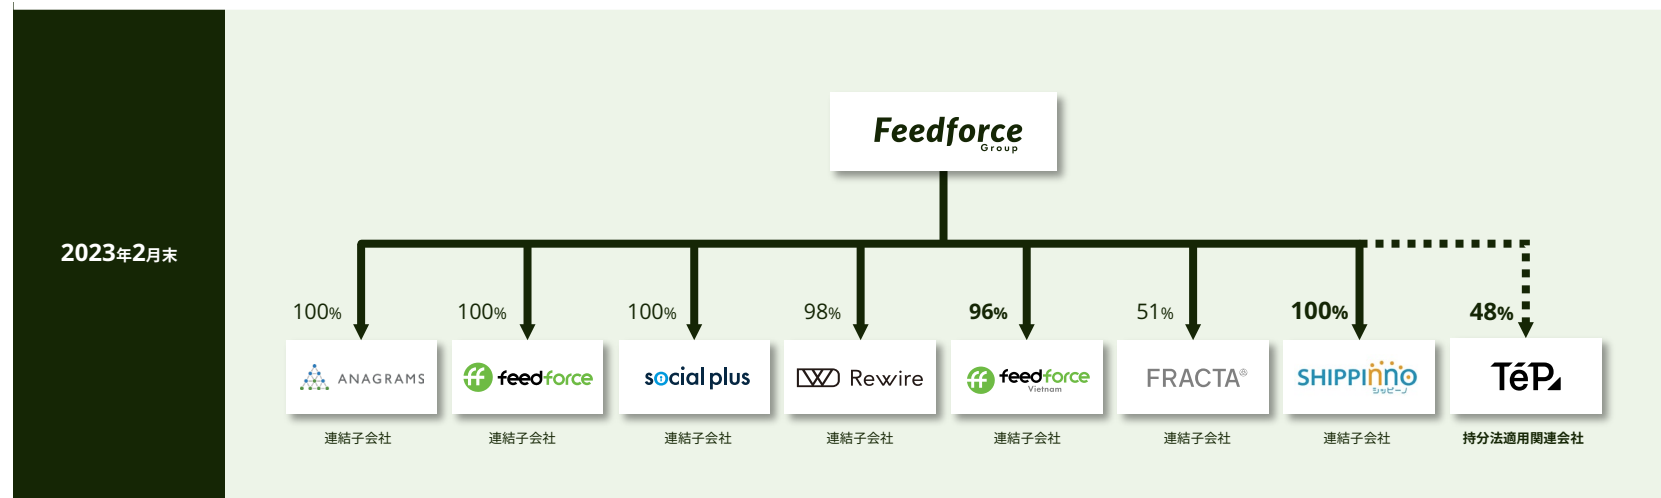 Feedforce
Group
2023年2月末
100%
100%
100%
98%
96%
51%
100%
48%
ANAGRAMS
feedforce
social plus
Rewire
feedforce
Vietnam
FRACTA®
SHIPPINNO
シッピーノ
TéP
連結子会社
連結子会社
連結子会社
連結子会社
連結子会社
連結子会社
連結子会社
持分法適用関連会社